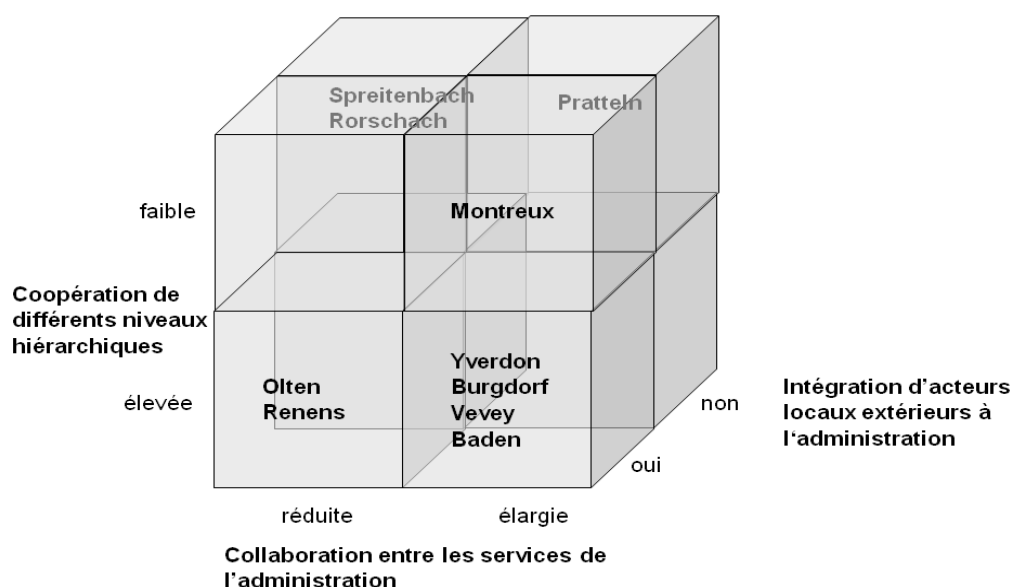 Spreitenbach
Rorschach
Pratteln
faible
Montreux
Coopération de
différents niveaux
hiérarchiques
élevée
Olten
Renens
Yverdon
Burgdorf
Vevey
Baden
non
oui
Intégration d’acteurs
locaux extérieurs à
l‘administration
réduite
élargie
Collaboration entre les services de
l’administration